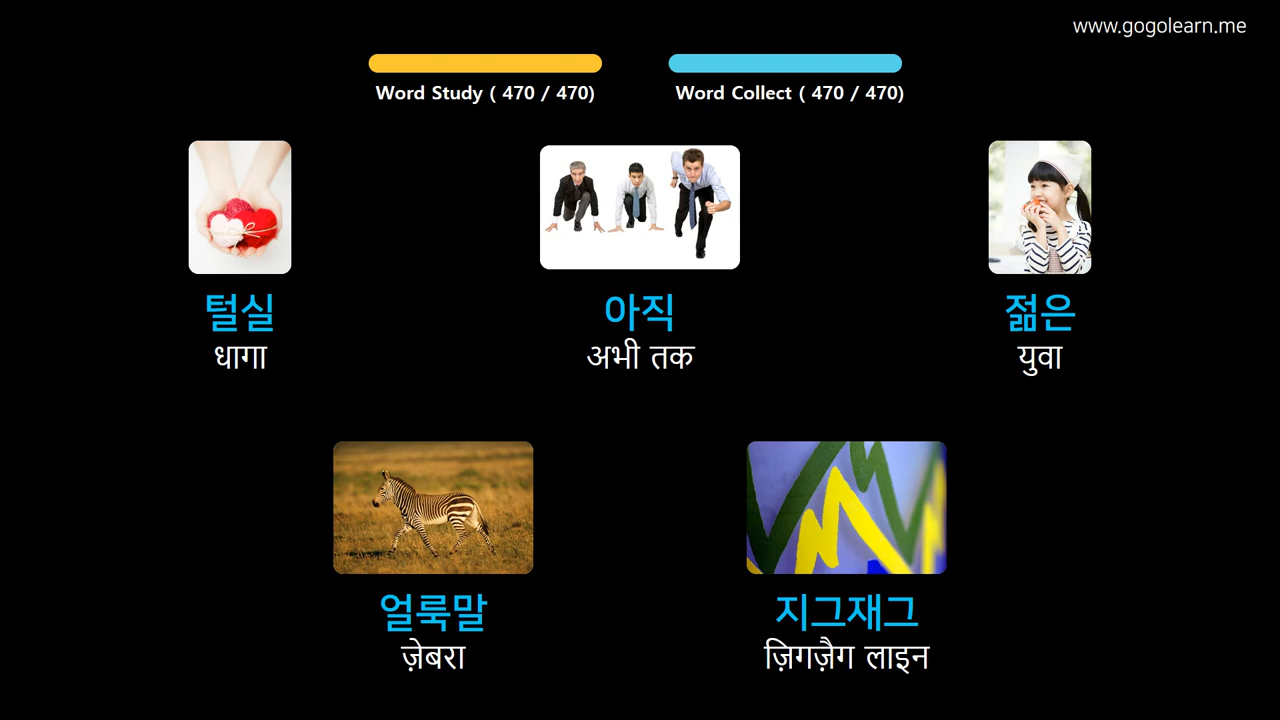 www.gogolearn.me
Word Study ( 470 / 470)
Word Collect ( 470 / 470)
털실
धागा
아직
अभी तक
젊은
युवा
얼룩말
ज़ेबरा
지그재그
ज़िगज़ैग लाइन